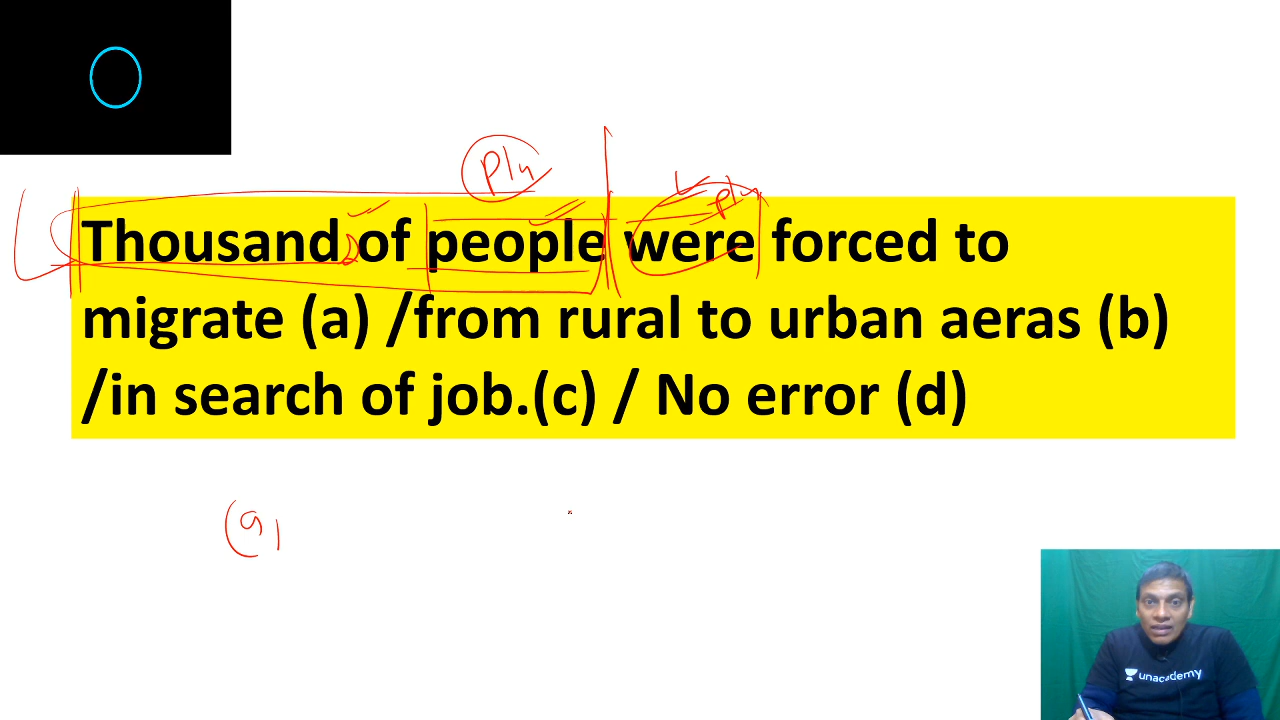 plu
plu
Thousand s of people were forced to
migrate (a) /from rural to urban aeras (b)
/in search of job.(c) / No error (d)
(a)
unacademy